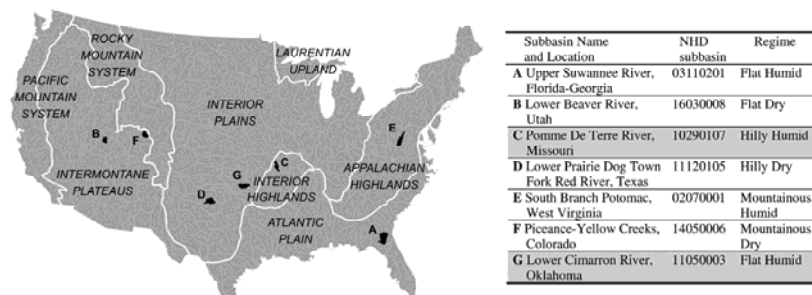 ROCKY
MOUNTAIN
SYSTEM
LAURENTIAN
UPLAND
PACIFIC
MOUNTAIN
SYSTEM
INTERIOR
PLAINS
B
F
E
INTERMONTANE
PLATEAUS
G
C
D
INTERIOR
HIGHLANDS
APPALACHIAN
HIGHLANDS
ATLANTIC
PLAIN
A
Subbasin Name and Location NHD subbasin Regime
A Upper Suwannee River, Florida-Georgia 03110201 Flat Humid
B Lower Beaver River, Utah 16030008 Flat Dry
C Pomme De Terre River, Missouri 10290107 Hilly Humid
D Lower Prairie Dog Town Fork Red River, Texas 11120105 Hilly Dry
E South Branch Potomac, West Virginia 02070001 Mountainous Humid
F Piceance-Yellow Creeks, Colorado 14050006 Mountainous Dry
G Lower Cimarron River, Oklahoma 11050003 Flat Humid